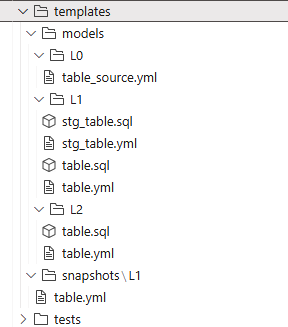 templates
models
L0
table_source.yml
L1
stg_table.sql
stg_table.yml
table.sql
table.yml
L2
table.sql
table.yml
snapshots\L1
table.yml
tests